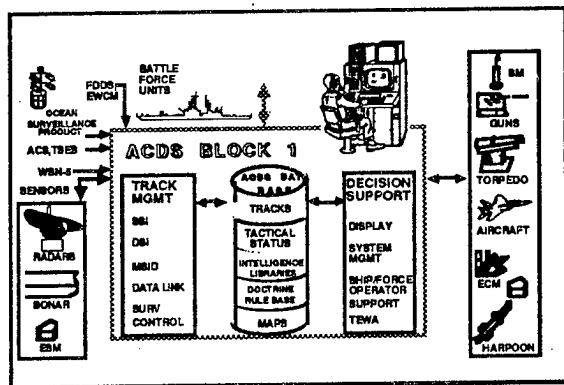 BATTLE
FORCE
UNITS
FDDS
EWCM
OCEAN
SURVEILLANCE
PRODUCT
ACS, TSES
WSN-5
SENSORS
RADARS
SONAR
ESM
ACDS BLOCK 1
TRACK
MGMT
SSI
DSI
MSID
DATA LINK
SURV
CONTROL
TRACKS
TACTICAL
STATUS
INTELLIGENCE
LIBRARIES
DOCTRINE
RULE BASE
MAPS
DECISION
SUPPORT
DISPLAY
SYSTEM
MGMT
SHIP/FORCE
OPERATOR
SUPPORT
TEWA
SM
GUNS
TORPEDO
AIRCRAFT
ECM
HARPOON